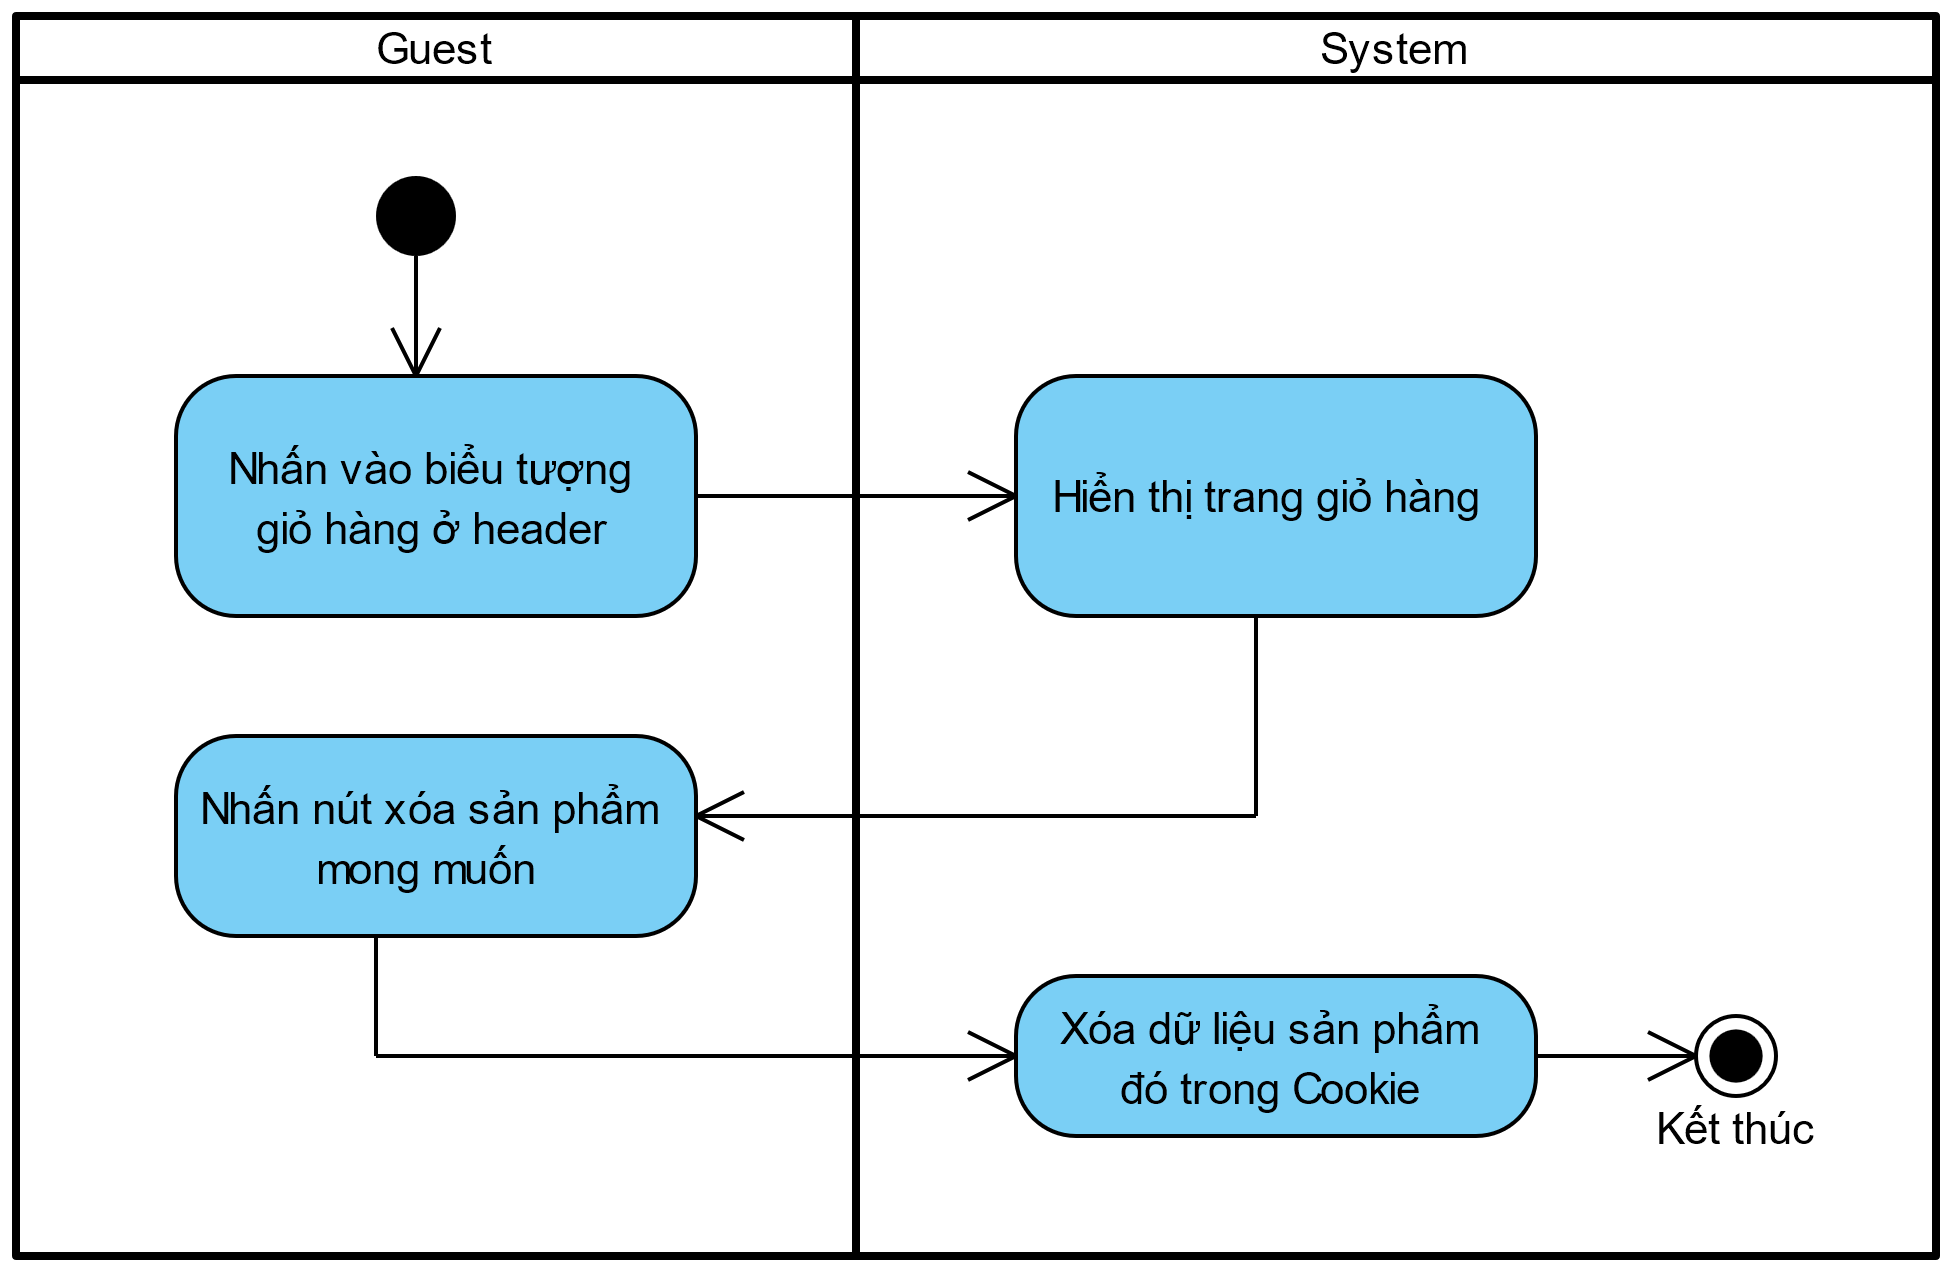 Guest
System
Nhấn vào biểu tượng
giỏ hàng ở header
Hiển thị trang giỏ hàng
Nhấn nút xóa sản phẩm
mong muốn
Xóa dữ liệu sản phẩm
đó trong Cookie
Kết thúc